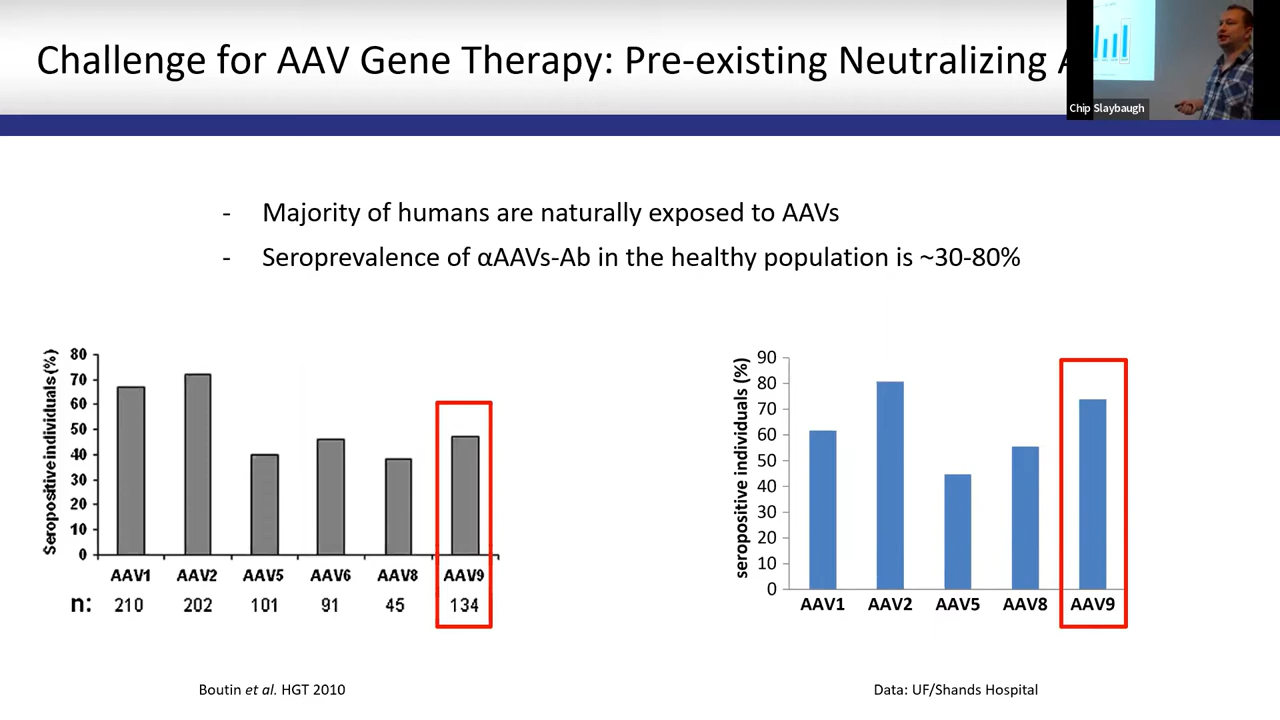 Challenge for AAV Gene Therapy: Pre-existing Neutralizing
Chip Slaybaugh
- Majority of humans are naturally exposed to AAVs
- Seroprevalence of αAAVs-Ab in the healthy population is ~30-80%
Seropositive individuals (%)
80
70
60
50
40
30
20
10
0
AAV1 AAV2 AAV5 AAV6 AAV8 AAV9
n: 210 202 101 91 45 134
Boutin et al. HGT 2010
seropositive individuals (%)
90
80
70
60
50
40
30
20
10
0
AAV1 AAV2 AAV5 AAV8 AAV9
Data: UF/Shands Hospital